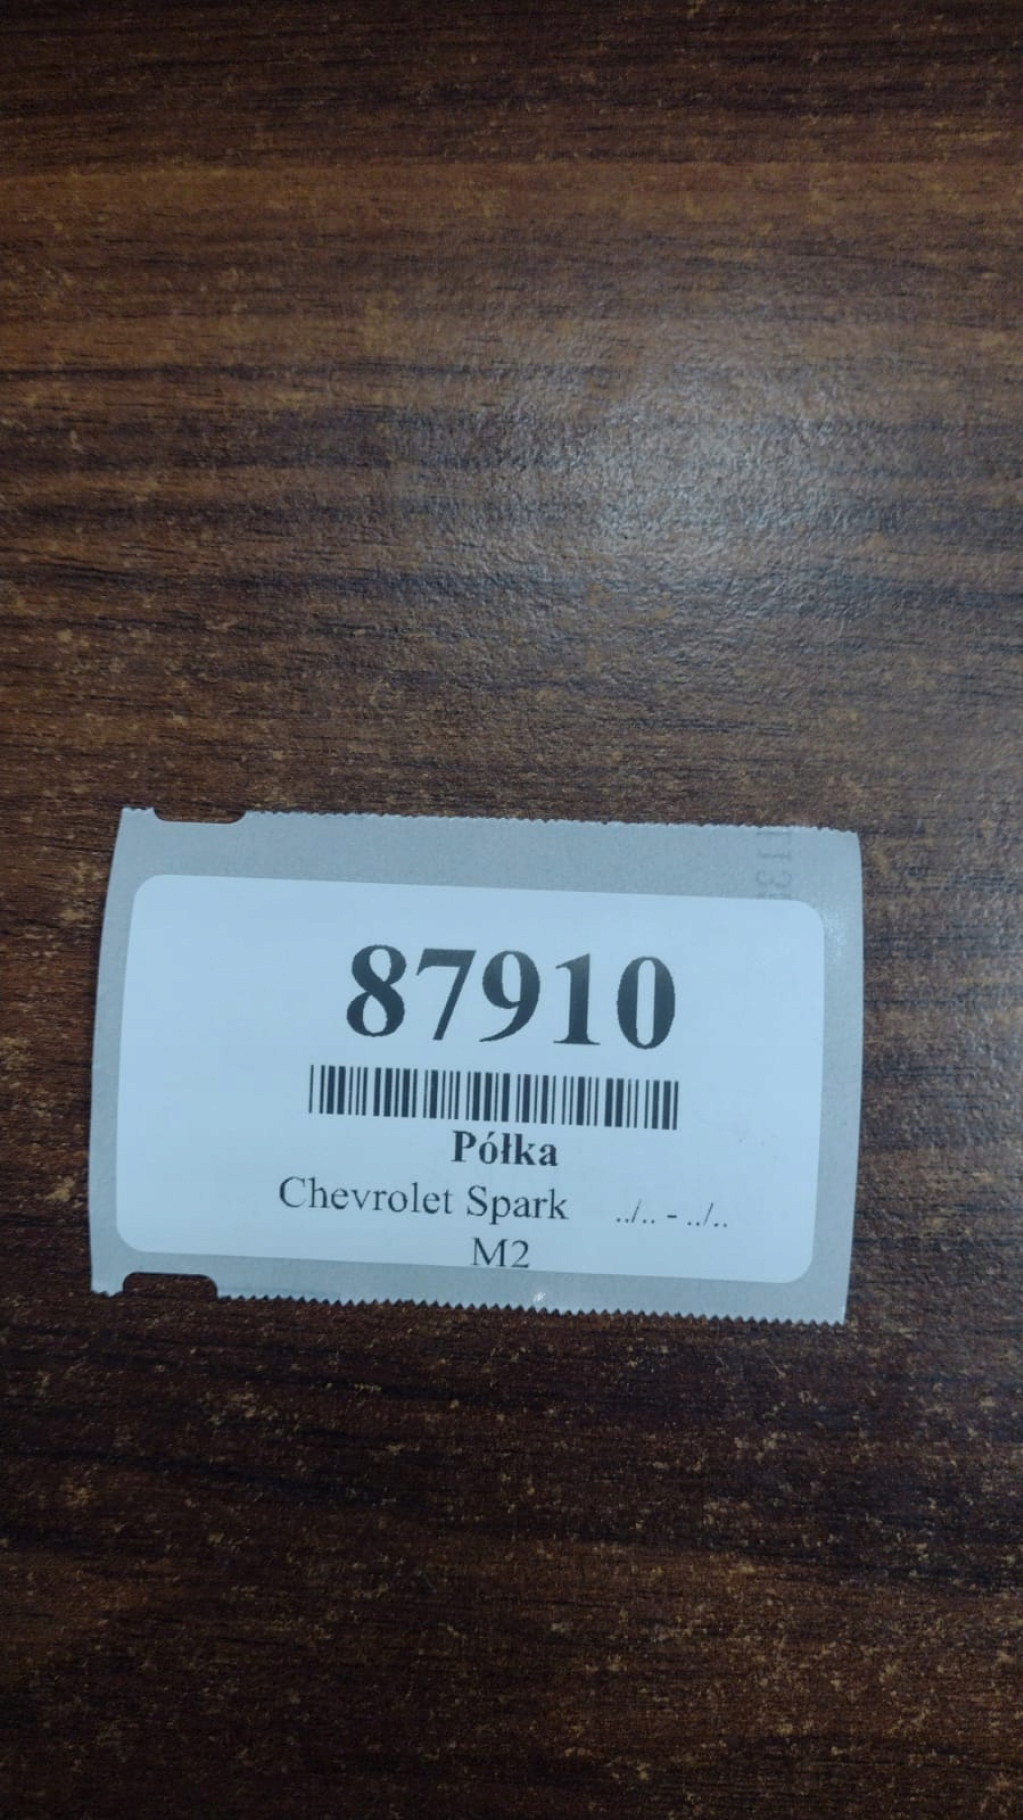 87910
Półka
Chevrolet Spark ../.. - ../..
M2